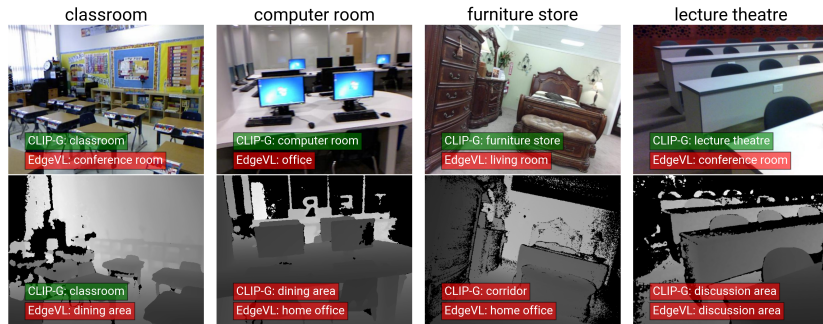 classroom
computer room
furniture store
lecture theatre
CLIP-G: classroom
EdgeVL: conference room
CLIP-G: computer room
EdgeVL: office
CLIP-G: furniture store
EdgeVL: living room
CLIP-G: lecture theatre
EdgeVL: conference room
CLIP-G: classroom
EdgeVL: dining area
CLIP-G: dining area
EdgeVL: home office
CLIP-G: corridor
EdgeVL: home office
CLIP-G: discussion area
EdgeVL: discussion area